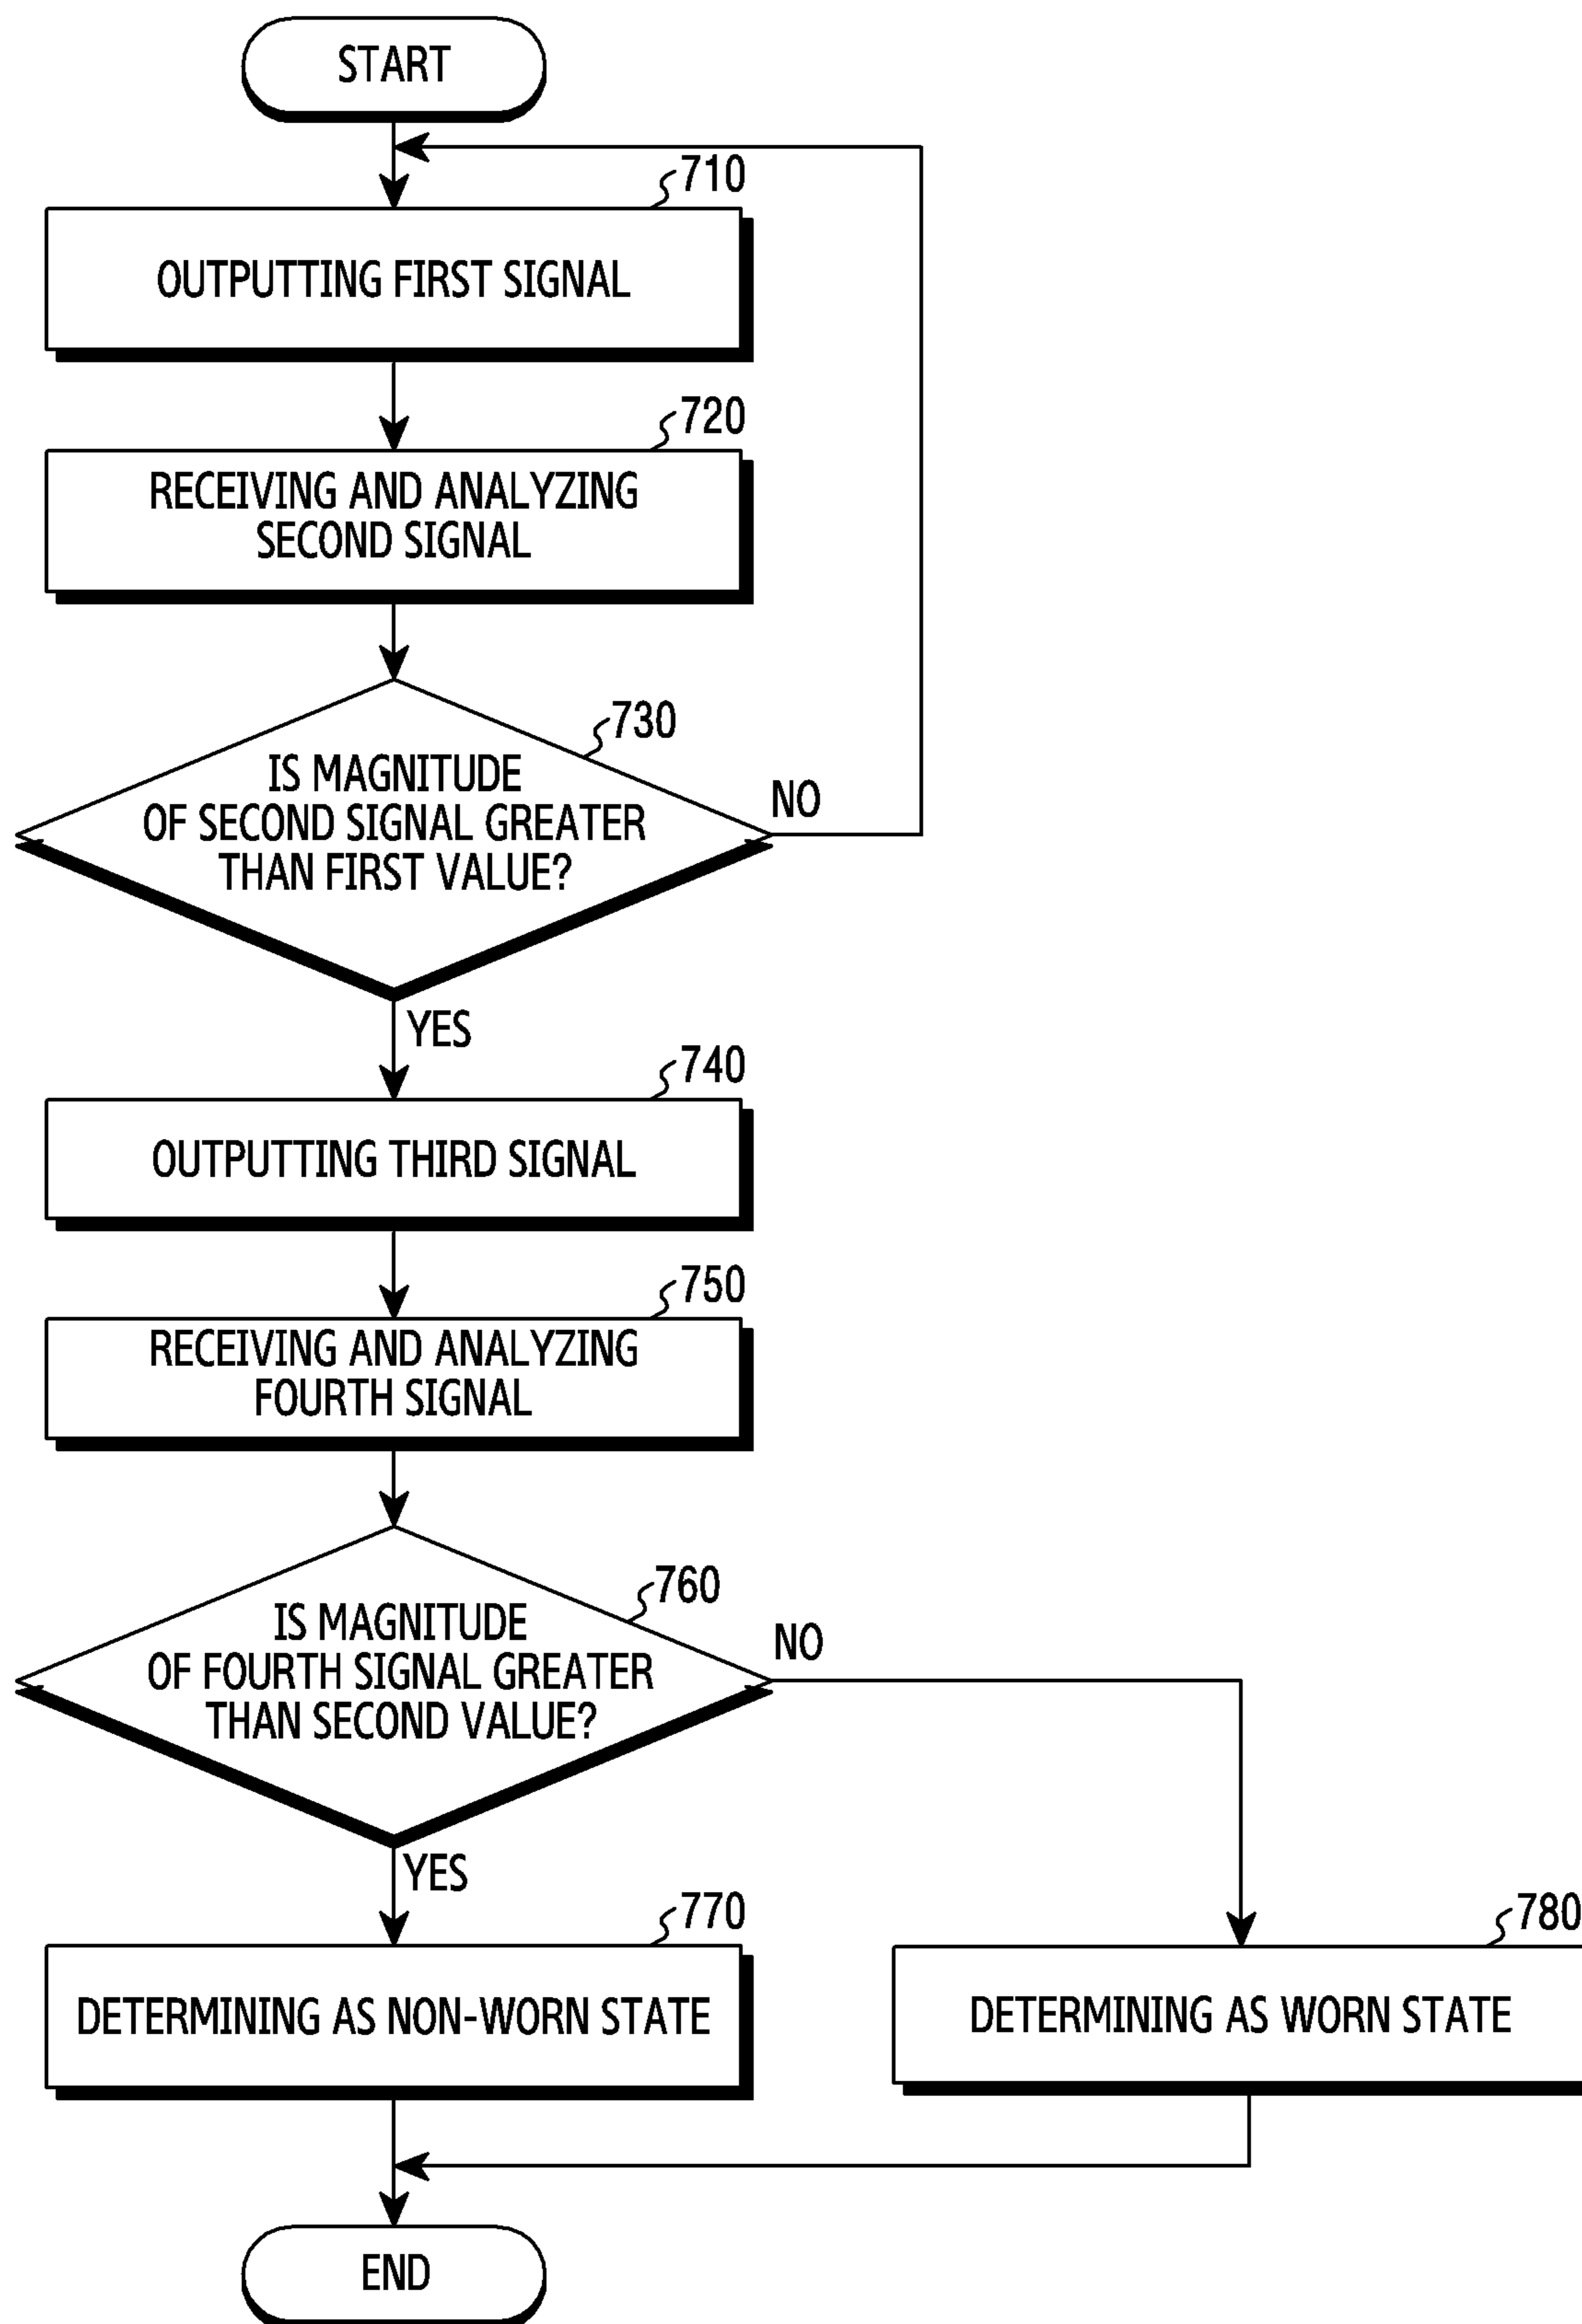 START
710
OUTPUTTING FIRST SIGNAL
720
RECEIVING AND ANALYZING
SECOND SIGNAL
730
IS MAGNITUDE
OF SECOND SIGNAL GREATER
THAN FIRST VALUE?
NO
YES
740
OUTPUTTING THIRD SIGNAL
750
RECEIVING AND ANALYZING
FOURTH SIGNAL
760
IS MAGNITUDE
OF FOURTH SIGNAL GREATER
THAN SECOND VALUE?
NO
YES
770
DETERMINING AS NON-WORN STATE
780
DETERMINING AS WORN STATE
END